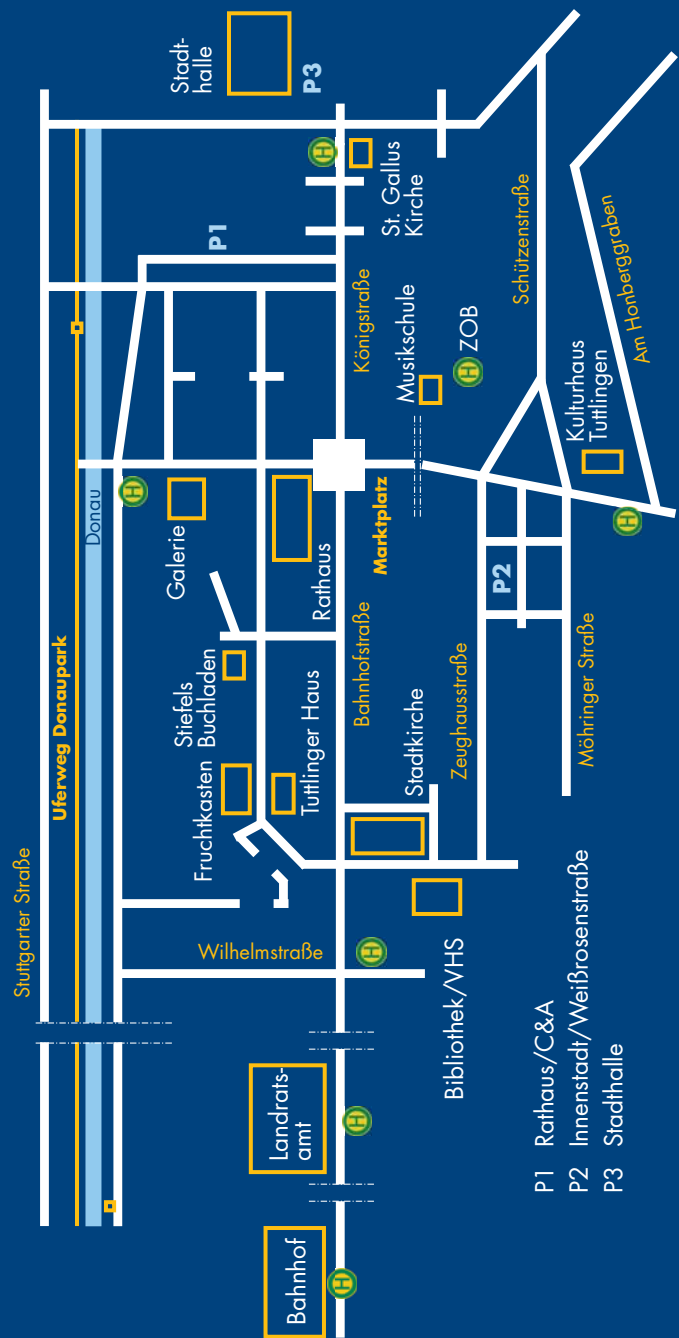 Stuttgarter Straße
Uferweg Donaupark
Donau
H
Galerie
P1
Stadt-
halle
P3
H
St. Gallus
Kirche
Königstraße
Fruchtkasten
Stiefels
Buchladen
Tuttlinger Haus
Rathaus
Marktplatz
Bahnhofstraße
Wilhelmstraße
H
Landrats-
amt
H
Bahnhof
H
Bibliothek/VHS
Stadtkirche
Zeughausstraße
Musikschule
H ZOB
Schützenstraße
Am Honberggraben
Kulturhaus
Tuttlingen
H
P2
Möhringer Straße
P1 Rathaus/C&A
P2 Innenstadt/Weißrosenstraße
P3 Stadthalle